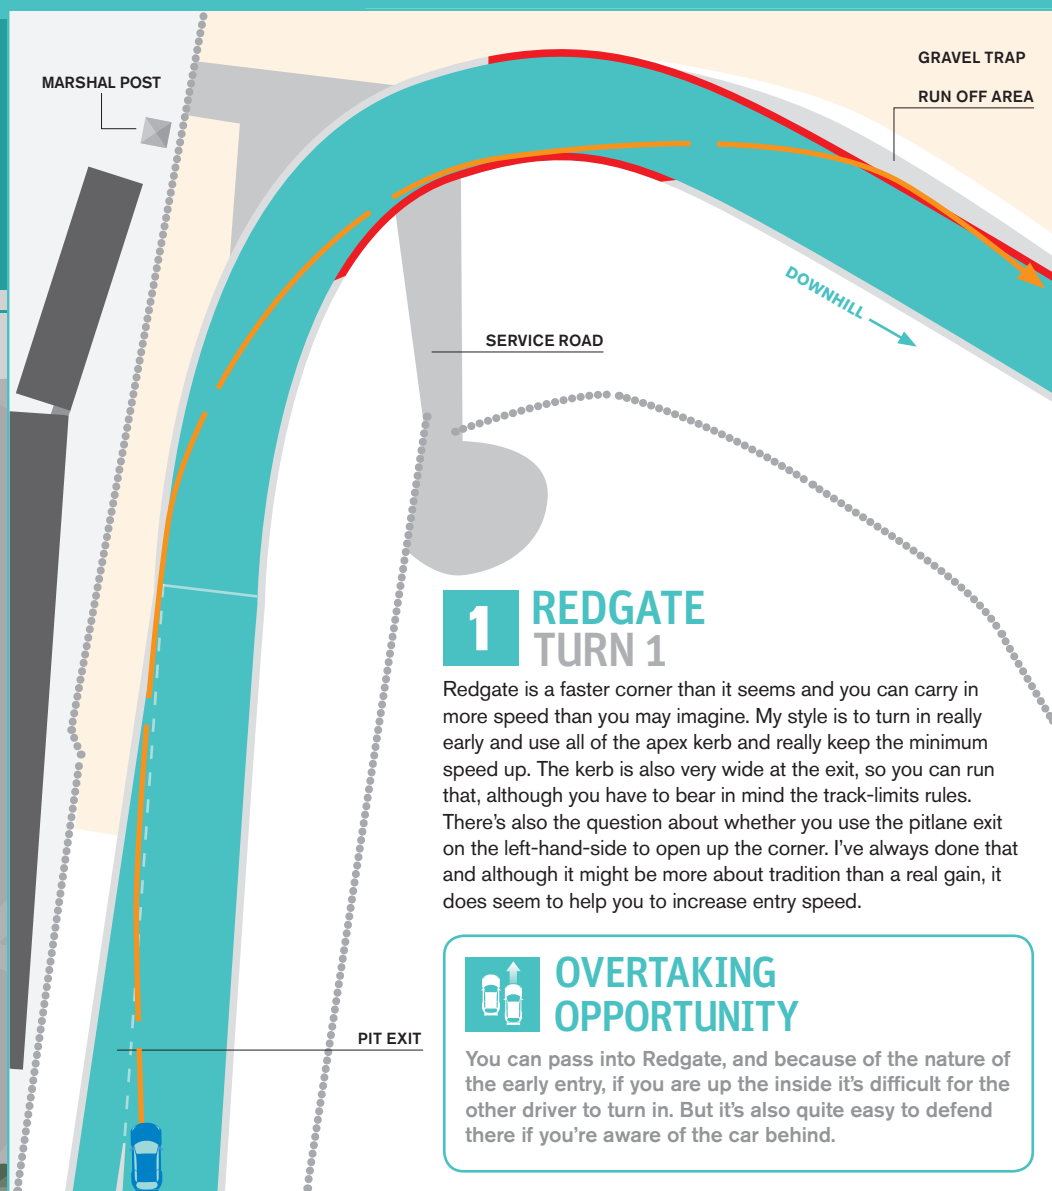 GRAVEL TRAP
MARSHAL POST
RUN OFF AREA
DOWNHILL
SERVICE ROAD
1
REDGATE
TURN 1
Redgate is a faster corner than it seems and you can carry in
more speed than you may imagine. My style is to turn in really
early and use all of the apex kerb and really keep the minimum
speed up. The kerb is also very wide at the exit, so you can run
that, although you have to bear in mind the track-limits rules.
There's also the question about whether you use the pitlane exit
on the left-hand-side to open up the corner. I've always done that
and although it might be more about tradition than a real gain, it
does seem to help you to increase entry speed.
OVERTAKING
OPPORTUNITY
PIT EXIT
You can pass into Redgate, and because of the nature of
the early entry, if you are up the inside it's difficult for the
other driver to turn in. But it's also quite easy to defend
there if you're aware of the car behind.